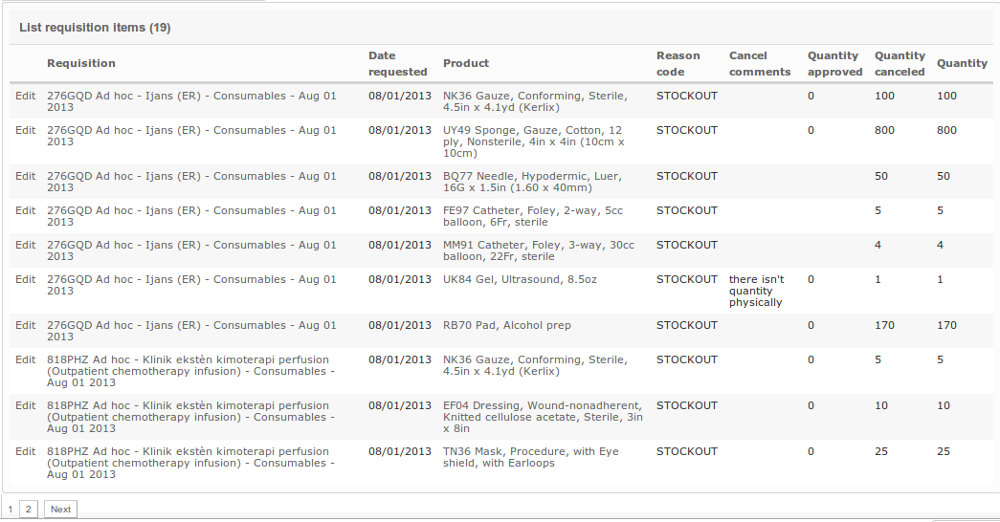 List requisition items (19)
Requisition Date requested Product Reason code Cancel comments Quantity approved Quantity canceled Quantity
Edit 276GQD Ad hoc - Ijans (ER) - Consumables - Aug 01 2013 08/01/2013 NK36 Gauze, Conforming, Sterile, 4.5in x 4.1yd (Kerlix) STOCKOUT 0 100 100
Edit 276GQD Ad hoc - Ijans (ER) - Consumables - Aug 01 2013 08/01/2013 UY49 Sponge, Gauze, Cotton, 12 ply, Nonsterile, 4in x 4in (10cm x 10cm) STOCKOUT 0 800 800
Edit 276GQD Ad hoc - Ijans (ER) - Consumables - Aug 01 2013 08/01/2013 BQ77 Needle, Hypodermic, Luer, 16G x 1.5in (1.60 x 40mm) STOCKOUT 50 50
Edit 276GQD Ad hoc - Ijans (ER) - Consumables - Aug 01 2013 08/01/2013 FE97 Catheter, Foley, 2-way, 5cc balloon, 6Fr, sterile STOCKOUT 5 5
Edit 276GQD Ad hoc - Ijans (ER) - Consumables - Aug 01 2013 08/01/2013 MM91 Catheter, Foley, 3-way, 30cc balloon, 22Fr, sterile STOCKOUT 4 4
Edit 276GQD Ad hoc - Ijans (ER) - Consumables - Aug 01 2013 08/01/2013 UK84 Gel, Ultrasound, 8.5oz STOCKOUT there isn't quantity physically 0 1 1
Edit 276GQD Ad hoc - Ijans (ER) - Consumables - Aug 01 2013 08/01/2013 RB70 Pad, Alcohol prep STOCKOUT 0 170 170
Edit 818PHZ Ad hoc - Klinik ekstèn kimoterapi perfusion (Outpatient chemotherapy infusion) - Consumables - Aug 01 2013 08/01/2013 NK36 Gauze, Conforming, Sterile, 4.5in x 4.1yd (Kerlix) STOCKOUT 0 5 5
Edit 818PHZ Ad hoc - Klinik ekstèn kimoterapi perfusion (Outpatient chemotherapy infusion) - Consumables - Aug 01 2013 08/01/2013 EF04 Dressing, Wound-nonadherent, Knitted cellulose acetate, Sterile, 3in x 8in STOCKOUT 0 10 10
Edit 818PHZ Ad hoc - Klinik ekstèn kimoterapi perfusion (Outpatient chemotherapy infusion) - Consumables - Aug 01 2013 08/01/2013 TN36 Mask, Procedure, with Eye shield, with Earloops STOCKOUT 0 25 25
1 2 Next